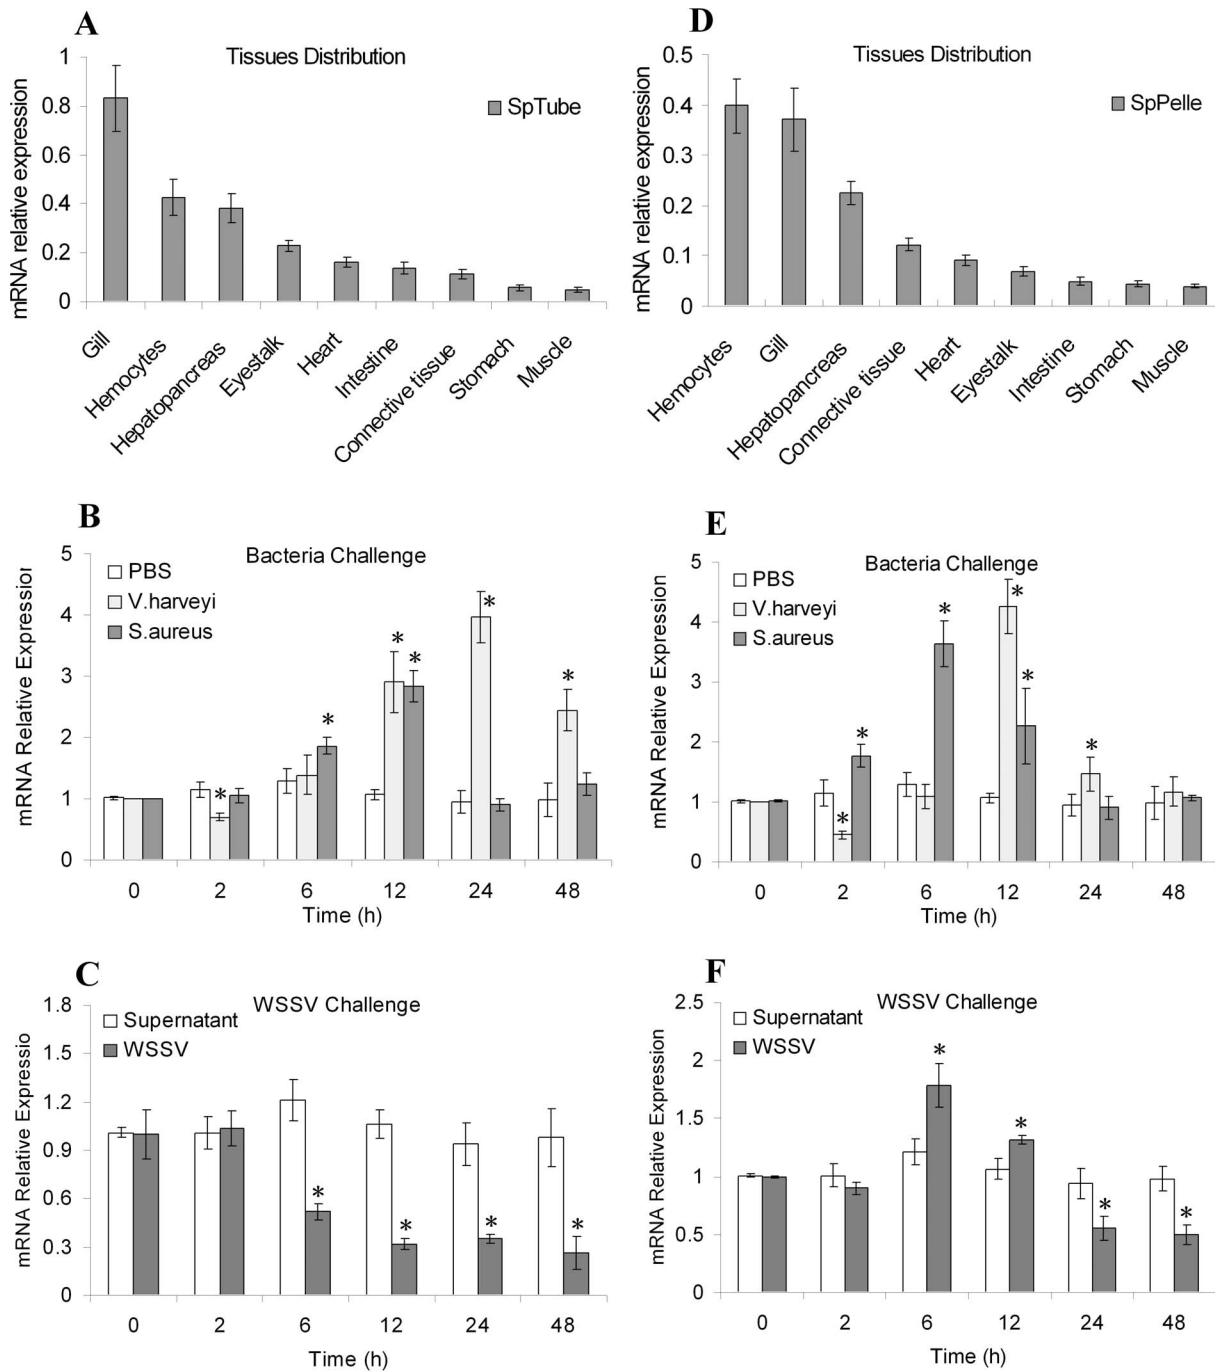 A
Tissues Distribution
mRNA relative expression
1
0.8
0.6
0.4
0.2
0
SpTube
Gill
Hemocytes
Hepatopancreas
Eyestalk
Heart
Intestine
Connective tissue
Stomach
Muscle
D
Tissues Distribution
mRNA relative expression
0.5
0.4
0.3
0.2
0.1
0
SpPelle
Hemocytes
Gill
Hepatopancreas
Connective tissue
Heart
Eyestalk
Intestine
Stomach
Muscle
B
Bacteria Challenge
mRNA Relative Expression
5
4
3
2
1
0
PBS
V.harveyi
S.aureus
*
*
*
*
*
*
0 2 6 12 24 48
Time (h)
E
Bacteria Challenge
mRNA Relative Expression
5
4
3
2
1
0
PBS
V.harveyi
S.aureus
*
*
*
*
*
*
0 2 6 12 24 48
Time (h)
C
WSSV Challenge
mRNA Relative Expressio
1.8
1.5
1.2
0.9
0.6
0.3
0
Supernatant
WSSV
*
*
*
*
0 2 6 12 24 48
Time (h)
F
WSSV Challenge
mRNA Relative Expression
2.5
2
1.5
1
0.5
0
Supernatant
WSSV
*
*
*
*
0 2 6 12 24 48
Time (h)